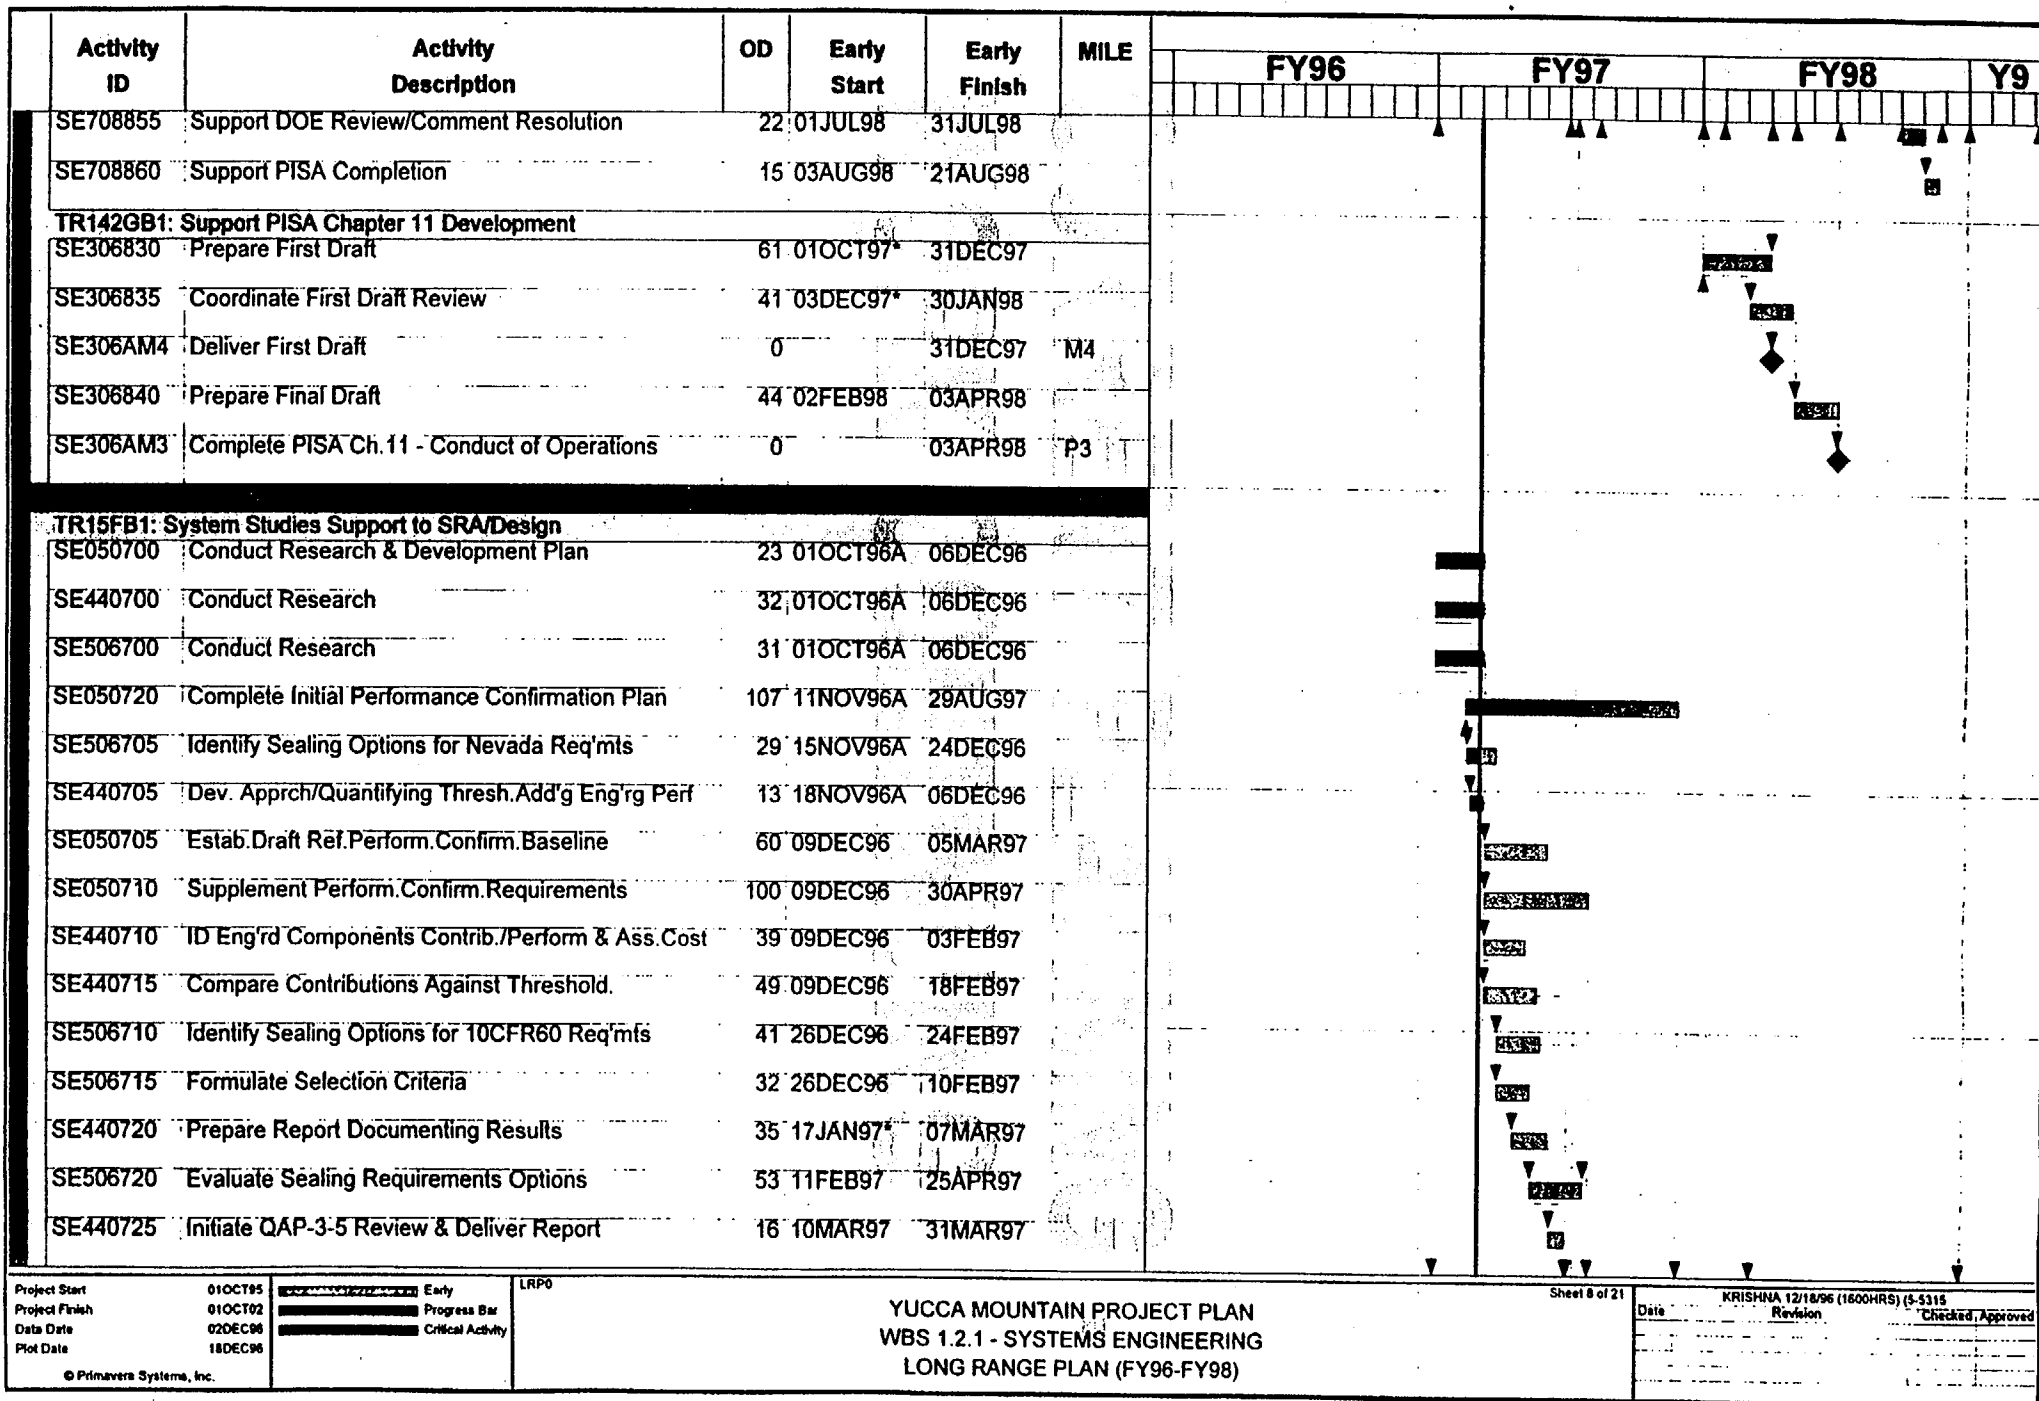 Activity ID Activity Description OD Early Start Early Finish MILE FY96 FY97 FY98 Y9
SE708855 Support DOE Review/Comment Resolution 22 01JUL98 31JUL98
SE708860 Support PISA Completion 15 03AUG98 21AUG98
TR142GB1: Support PISA Chapter 11 Development
SE306830 Prepare First Draft 61 01OCT97* 31DEC97
SE306835 Coordinate First Draft Review 41 03DEC97* 30JAN98
SE306AM4 Deliver First Draft 0 31DEC97 M4
SE306840 Prepare Final Draft 44 02FEB98 03APR98
SE306AM3 Complete PISA Ch.11 - Conduct of Operations 0 03APR98 P3
TR15FB1: System Studies Support to SRA/Design
SE050700 Conduct Research & Development Plan 23 01OCT96A 06DEC96
SE440700 Conduct Research 32 01OCT96A 06DEC96
SE506700 Conduct Research 31 01OCT96A 06DEC96
SE050720 Complete Initial Performance Confirmation Plan 107 11NOV96A 29AUG97
SE506705 Identify Sealing Options for Nevada Req'mts 29 15NOV96A 24DEC96
SE440705 Dev. Apprch/Quantifying Thresh.Add'g Eng'rg Perf 13 18NOV96A 06DEC96
SE050705 Estab.Draft Ref.Perform.Confirm.Baseline 60 09DEC96 05MAR97
SE050710 Supplement Perform.Confirm.Requirements 100 09DEC96 30APR97
SE440710 ID Eng'rd Components Contrib./Perform & Ass.Cost 39 09DEC96 03FEB97
SE440715 Compare Contributions Against Threshold. 49 09DEC96 18FEB97
SE506710 Identify Sealing Options for 10CFR60 Req'mts 41 26DEC96 24FEB97
SE506715 Formulate Selection Criteria 32 26DEC96 10FEB97
SE440720 Prepare Report Documenting Results 35 17JAN97* 07MAR97
SE506720 Evaluate Sealing Requirements Options 53 11FEB97 25APR97
SE440725 Initiate QAP-3-5 Review & Deliver Report 16 10MAR97 31MAR97
Project Start 01OCT95 Early
Project Finish 01OCT02 Progress Bar
Data Date 02DEC96 Critical Activity
Plot Date 18DEC96
© Primavera Systems, Inc.
LRP0
YUCCA MOUNTAIN PROJECT PLAN
WBS 1.2.1 - SYSTEMS ENGINEERING
LONG RANGE PLAN (FY96-FY98)
Sheet 8 of 21
KRISHNA 12/18/96 (1600HRS) (5-5315
Date Revision Checked Approved